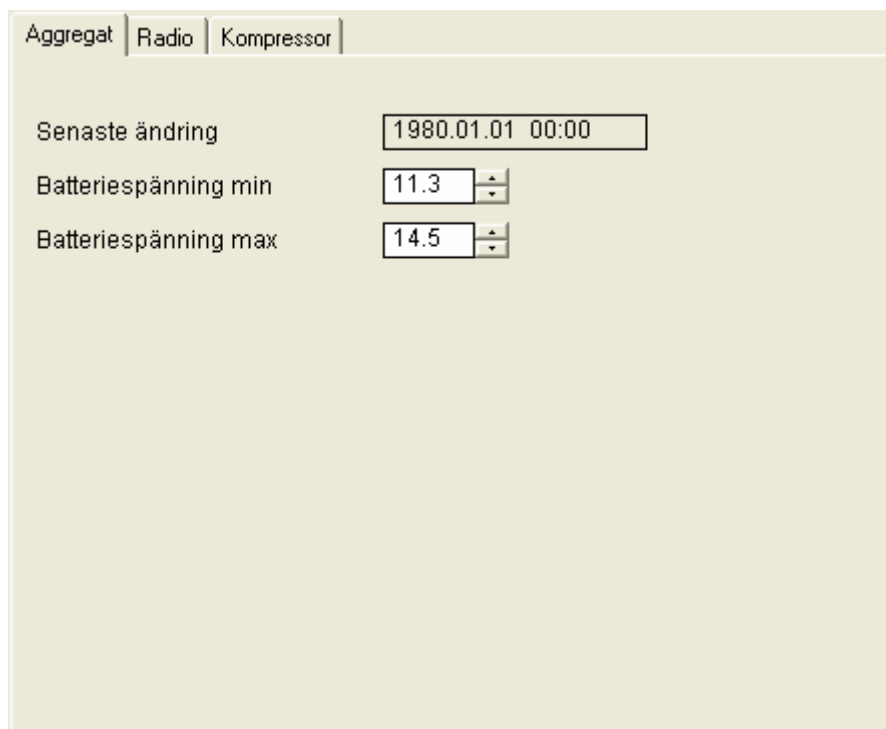 Aggregat Radio Kompressor
Senaste ändring 1980.01.01 00:00
Batteriespänning min 11.3
Batteriespänning max 14.5